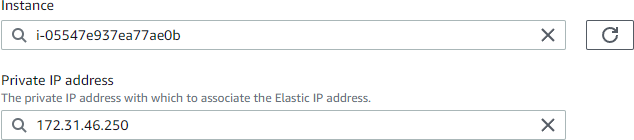 Instance
i-05547e937ea77ae0b
Private IP address
The private IP address with which to associate the Elastic IP address.
172.31.46.250